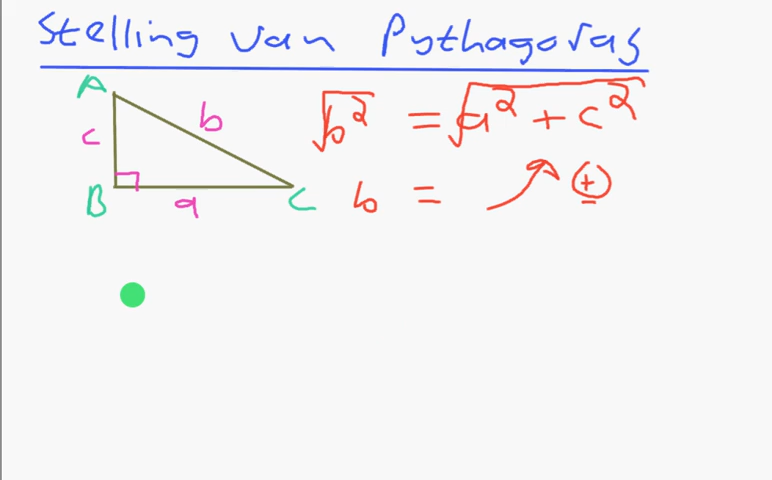 Stelling van Pythagoras
A
c
b
B
a
C
√b² = √a² + c²
b = ⊕